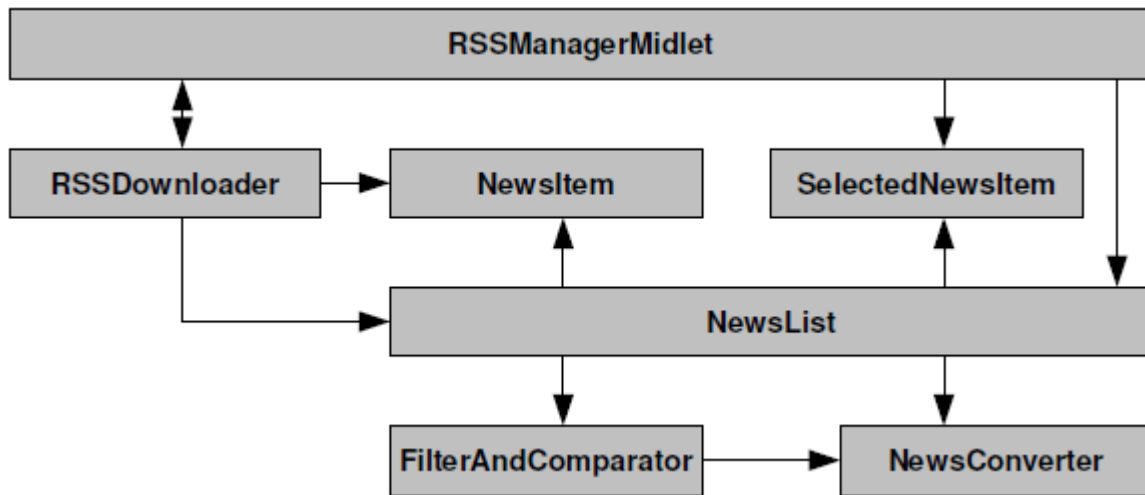 RSSManagerMidlet
RSSDownloader
NewsItem
SelectedNewsItem
NewsList
FilterAndComparator
NewsConverter